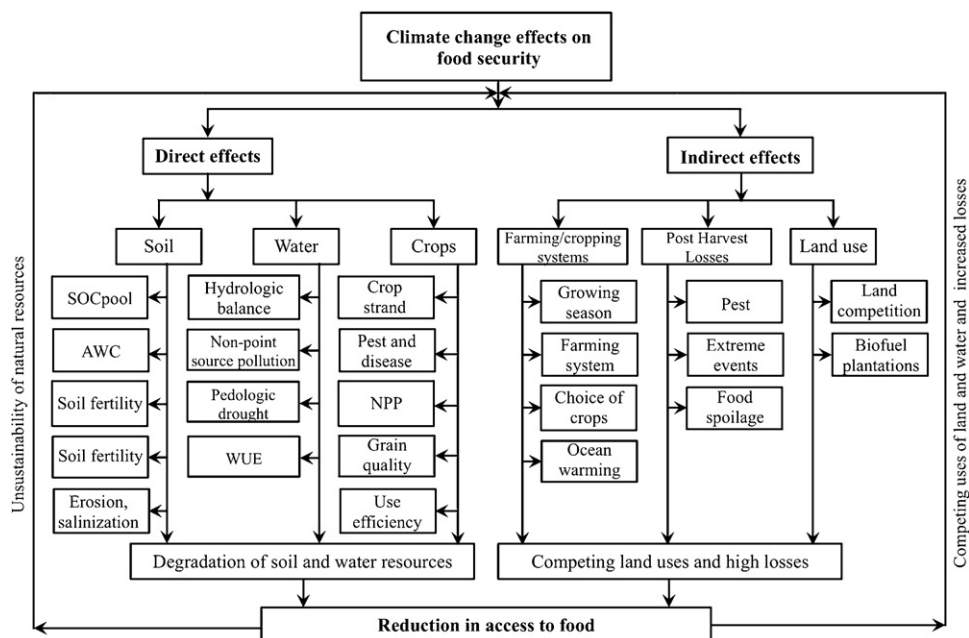 Climate change effects on
food security
Direct effects
Indirect effects
Soil
Water
Crops
Farming/cropping
systems
Post Harvest
Losses
Land use
SOCpool
AWC
Soil fertility
Soil fertility
Erosion,
salinization
Hydrologic
balance
Non-point
source pollution
Pedologic
drought
WUE
Crop
strand
Pest and
disease
NPP
Grain
quality
Use
efficiency
Growing
season
Farming
system
Choice of
crops
Ocean
warming
Pest
Extreme
events
Food
spoilage
Land
competition
Biofuel
plantations
Degradation of soil and water resources
Competing land uses and high losses
Reduction in access to food
Unsustainability of natural resources
Competing uses of land and water and increased losses